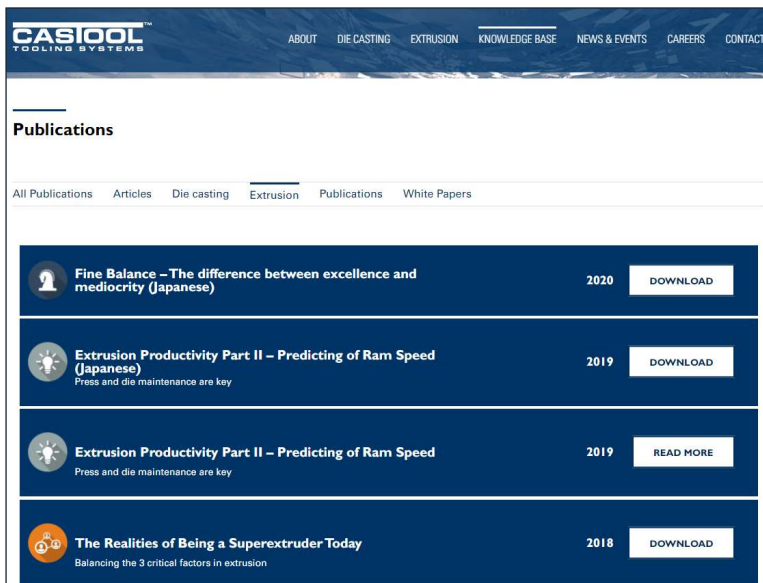 CASTOOL™
TOOLING SYSTEMS
ABOUT DIE CASTING EXTRUSION KNOWLEDGE BASE NEWS & EVENTS CAREERS CONTACT
Publications
All Publications Articles Die casting Extrusion Publications White Papers
Fine Balance – The difference between excellence and
mediocrity (Japanese)
2020 DOWNLOAD
Extrusion Productivity Part II – Predicting of Ram Speed
(Japanese)
Press and die maintenance are key
2019 DOWNLOAD
Extrusion Productivity Part II – Predicting of Ram Speed
Press and die maintenance are key
2019 READ MORE
The Realities of Being a Superextruder Today
Balancing the 3 critical factors in extrusion
2018 DOWNLOAD